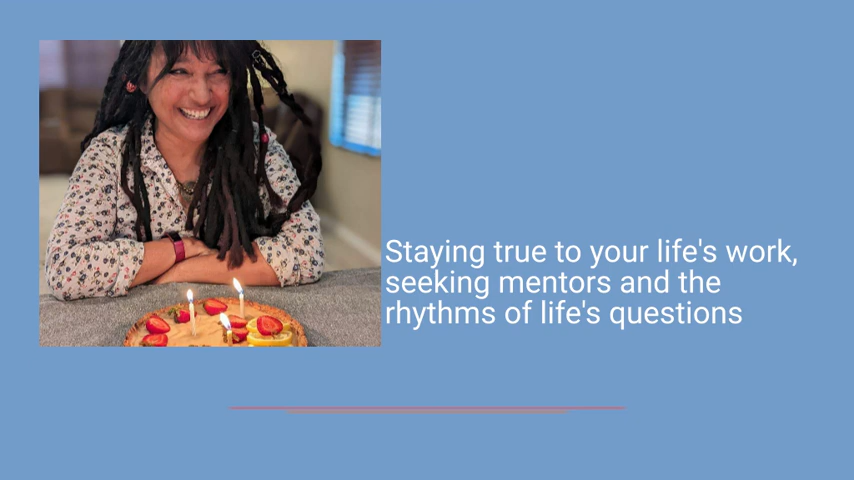 Staying true to your life's work,
seeking mentors and the
rhythms of life's questions